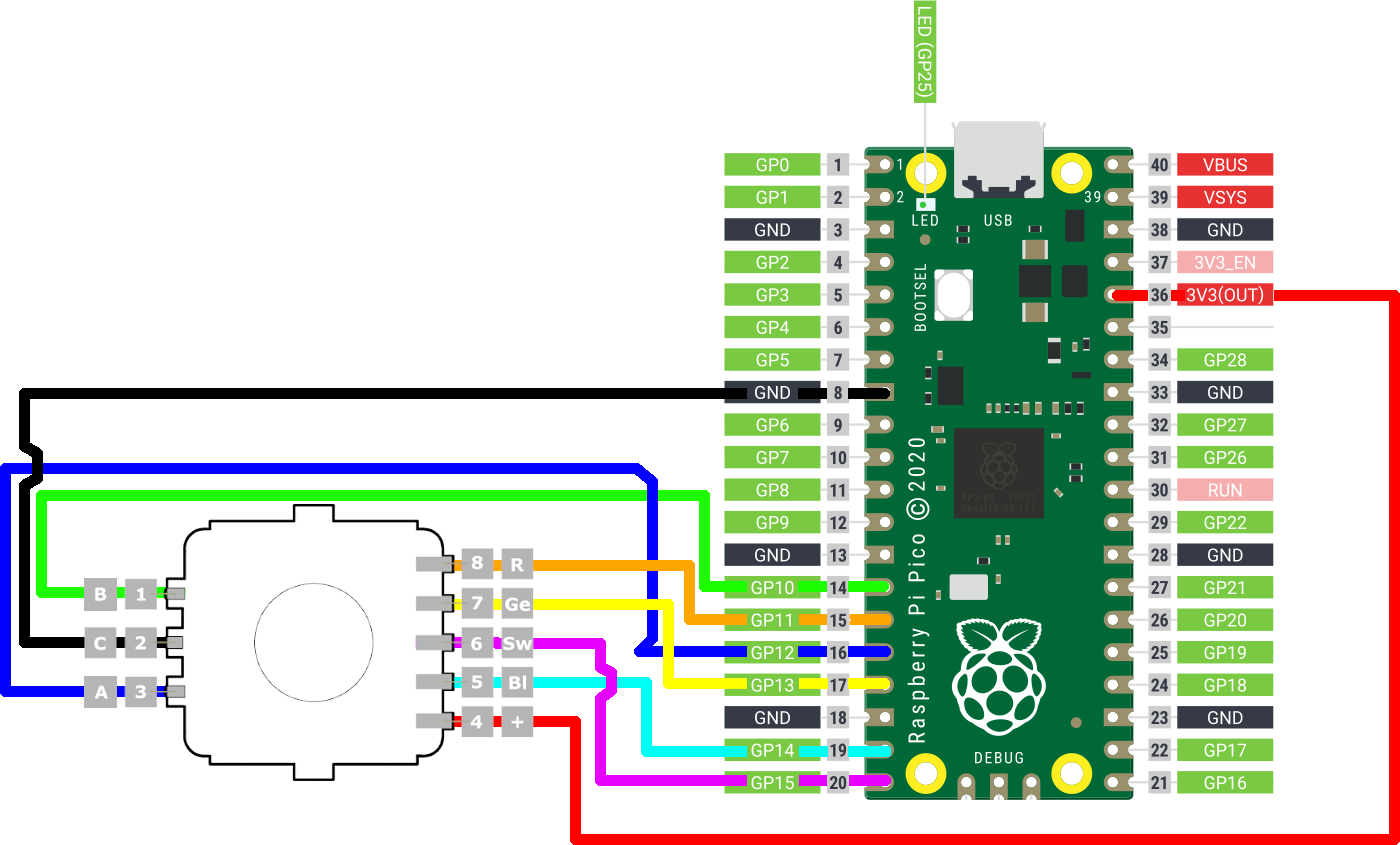 LED (GP25)
GP0 1 1 40 VBUS
GP1 2 2 39 39 VSYS
LED USB
GND 3 38 GND
GP2 4 37 3V3_EN
BOOTSEL
GP3 5 36 3V3(OUT)
GP4 6 35
GP5 7 34 GP28
GND 8 33 GND
GP6 9 32 GP27
GP7 10 31 GP26
GP8 11 30 RUN
GP9 12 29 GP22
GND 13 28 GND
GP10 14 27 GP21
GP11 15 26 GP20
GP12 16 25 GP19
GP13 17 24 GP18
GND 18 23 GND
GP14 19 22 GP17
GP15 20 21 GP16
Raspberry Pi Pico ©2020
DEBUG
B 1
C 2
A 3
8 R
7 Ge
6 Sw
5 Bl
4 +